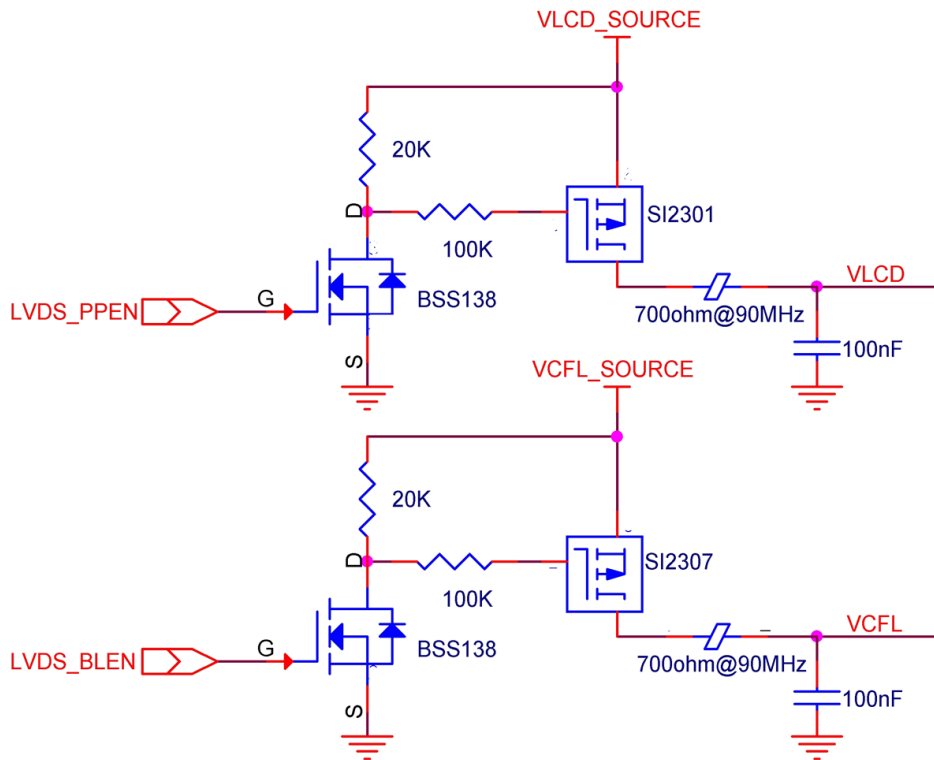 VLCD_SOURCE
20K
D
SI2301
100K
VLCD
G
BSS138
LVDS_PPEN
700ohm@90MHz
100nF
S
VCFL_SOURCE
20K
D
SI2307
100K
VCFL
G
BSS138
LVDS_BLEN
700ohm@90MHz
100nF
S